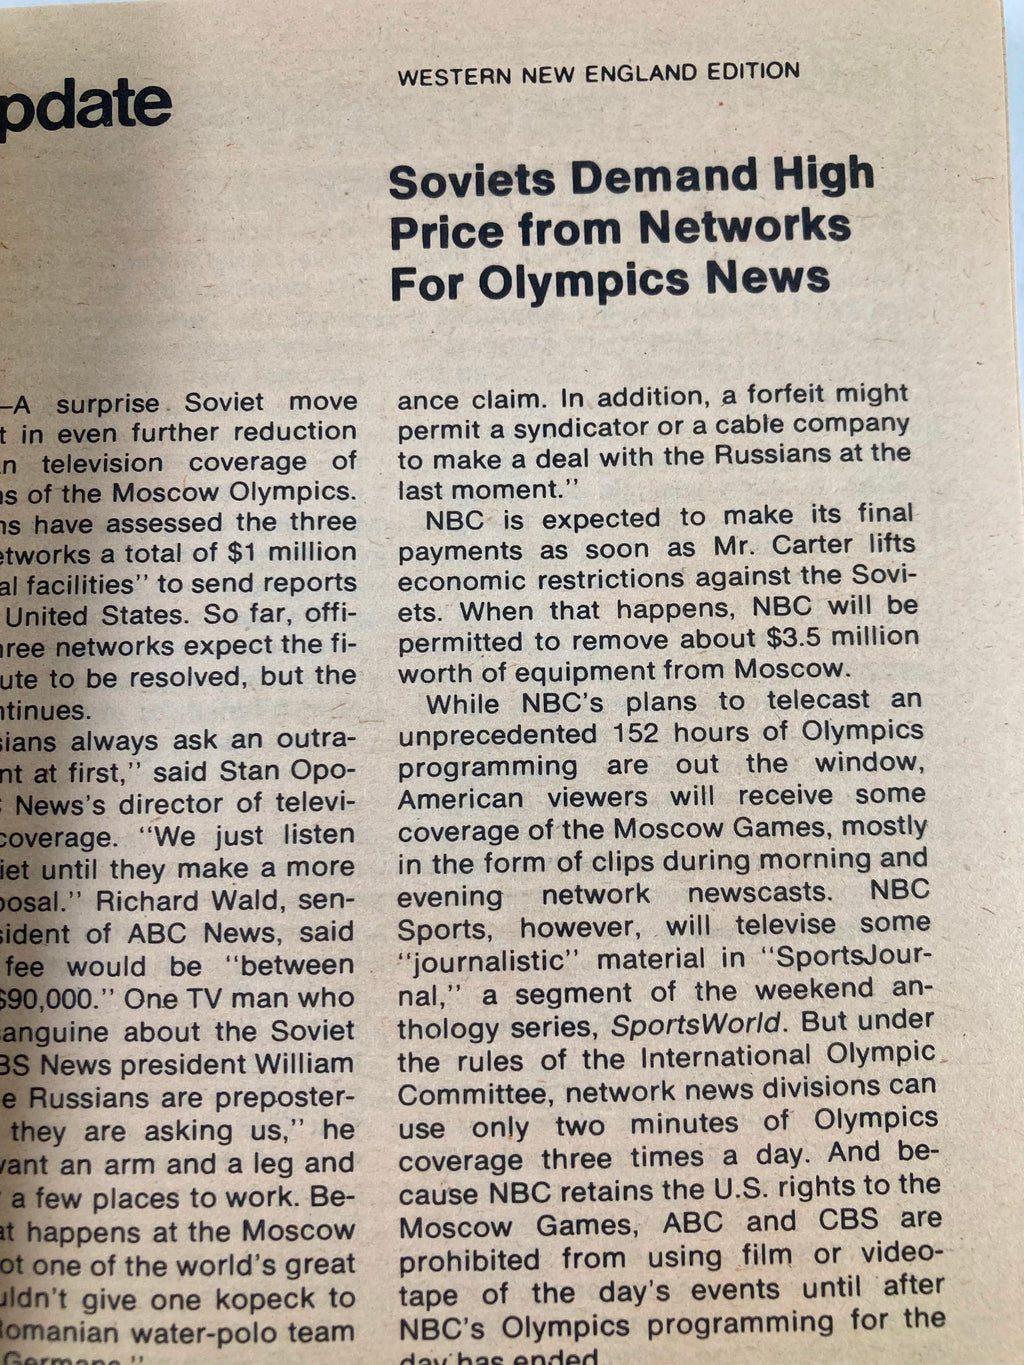 pdate
WESTERN NEW ENGLAND EDITION
Soviets Demand High
Price from Networks
For Olympics News
—A surprise Soviet move
t in even further reduction
n television coverage of
s of the Moscow Olympics.
ns have assessed the three
etworks a total of $1 million
al facilities” to send reports
United States. So far, offi-
ree networks expect the fi-
ute to be resolved, but the
ntinues.
sians always ask an outra-
nt at first,” said Stan Opo-
News's director of televi-
coverage. “We just listen
iet until they make a more
posal.” Richard Wald, sen-
sident of ABC News, said
fee would be “between
$90,000.” One TV man who
sanguine about the Soviet
BS News president William
e Russians are preposter-
they are asking us,” he
want an arm and a leg and
a few places to work. Be-
at happens at the Moscow
ot one of the world's great
uldn't give one kopeck to
Romanian water-polo team
Germans.”
ance claim. In addition, a forfeit might
permit a syndicator or a cable company
to make a deal with the Russians at the
last moment.”
NBC is expected to make its final
payments as soon as Mr. Carter lifts
economic restrictions against the Sovi-
ets. When that happens, NBC will be
permitted to remove about $3.5 million
worth of equipment from Moscow.
While NBC's plans to telecast an
unprecedented 152 hours of Olympics
programming are out the window,
American viewers will receive some
coverage of the Moscow Games, mostly
in the form of clips during morning and
evening network newscasts. NBC
Sports, however, will televise some
“journalistic” material in “SportsJour-
nal,” a segment of the weekend an-
thology series, SportsWorld. But under
the rules of the International Olympic
Committee, network news divisions can
use only two minutes of Olympics
coverage three times a day. And be-
cause NBC retains the U.S. rights to the
Moscow Games, ABC and CBS are
prohibited from using film or video-
tape of the day's events until after
NBC's Olympics programming for the
day has ended.